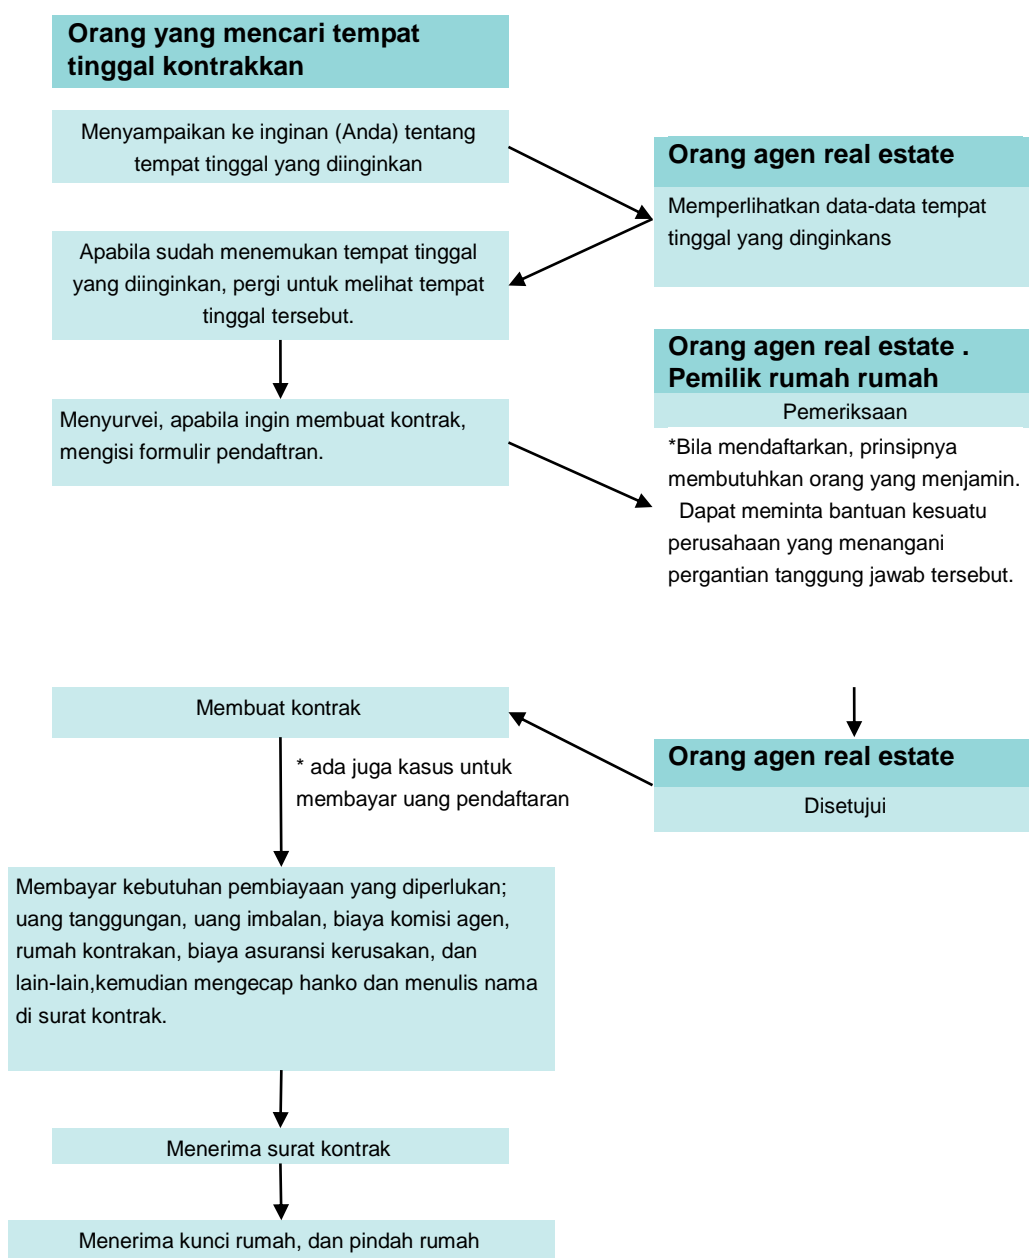 Orang yang mencari tempat
tinggal kontrakkan
Menyampaikan ke inginan (Anda) tentang
tempat tinggal yang diinginkan
Orang agen real estate
Memperlihatkan data-data tempat
tinggal yang dinginkans
Apabila sudah menemukan tempat tinggal
yang diinginkan, pergi untuk melihat tempat
tinggal tersebut.
Orang agen real estate .
Pemilik rumah rumah
Pemeriksaan
Menyurvei, apabila ingin membuat kontrak,
mengisi formulir pendaftran.
*Bila mendaftarkan, prinsipnya
membutuhkan orang yang menjamin.
Dapat meminta bantuan kesuatu
perusahaan yang menangani
pergantian tanggung jawab tersebut.
Membuat kontrak
* ada juga kasus untuk
membayar uang pendaftaran
Orang agen real estate
Disetujui
Membayar kebutuhan pembiayaan yang diperlukan;
uang tanggungan, uang imbalan, biaya komisi agen,
rumah kontrakan, biaya asuransi kerusakan, dan
lain-lain,kemudian mengecap hanko dan menulis nama
di surat kontrak.
Menerima surat kontrak
Menerima kunci rumah, dan pindah rumah